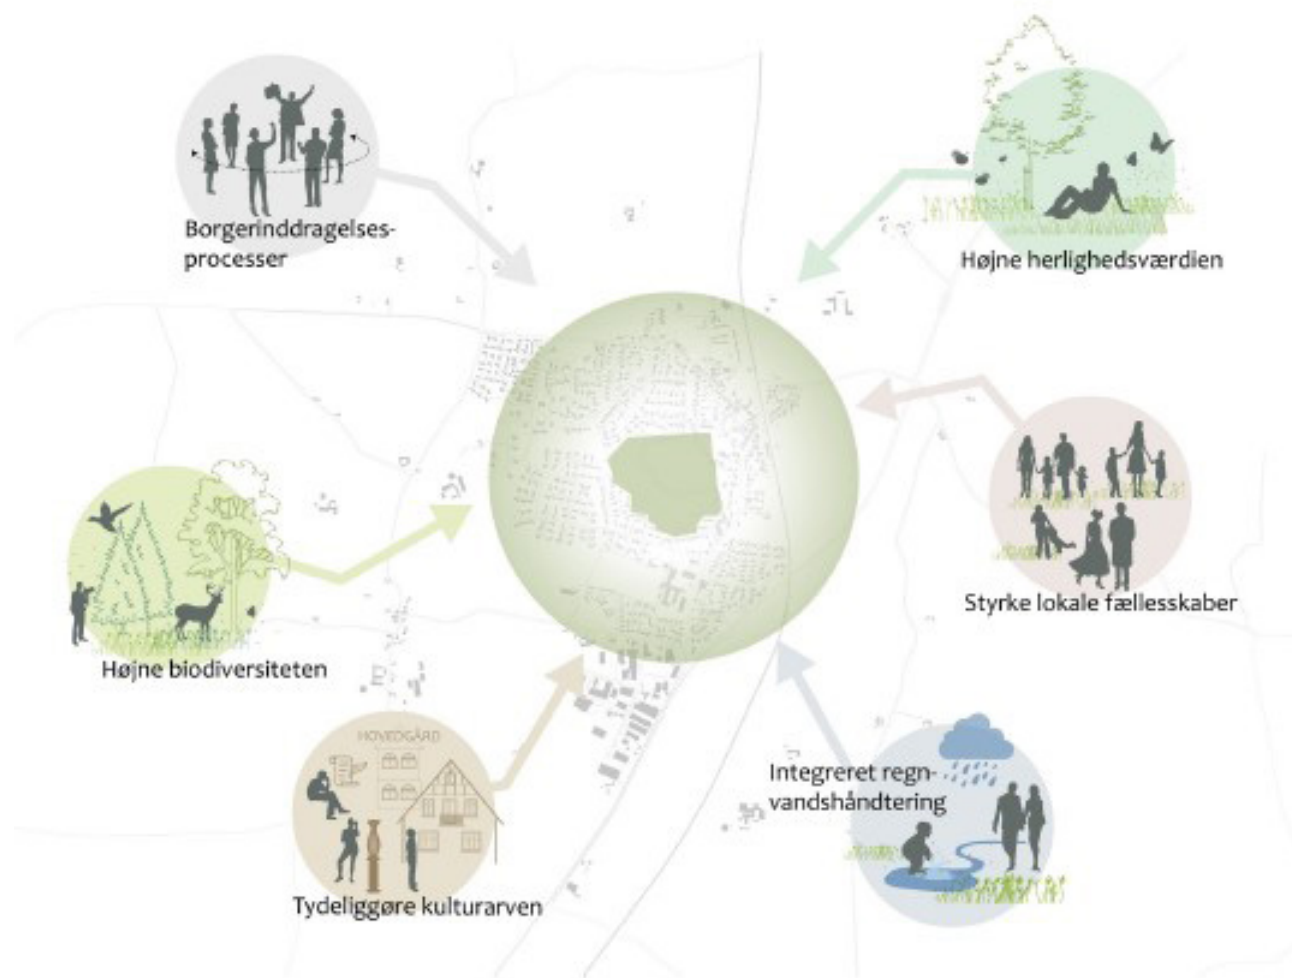 Borgerinddragelses-
processer
Højne herlighedsværdien
Styrke lokale fællesskaber
Højne biodiversiteten
HOVEDGÅRD
Tydeliggøre kulturarven
Integreret regn-
vandshåndtering